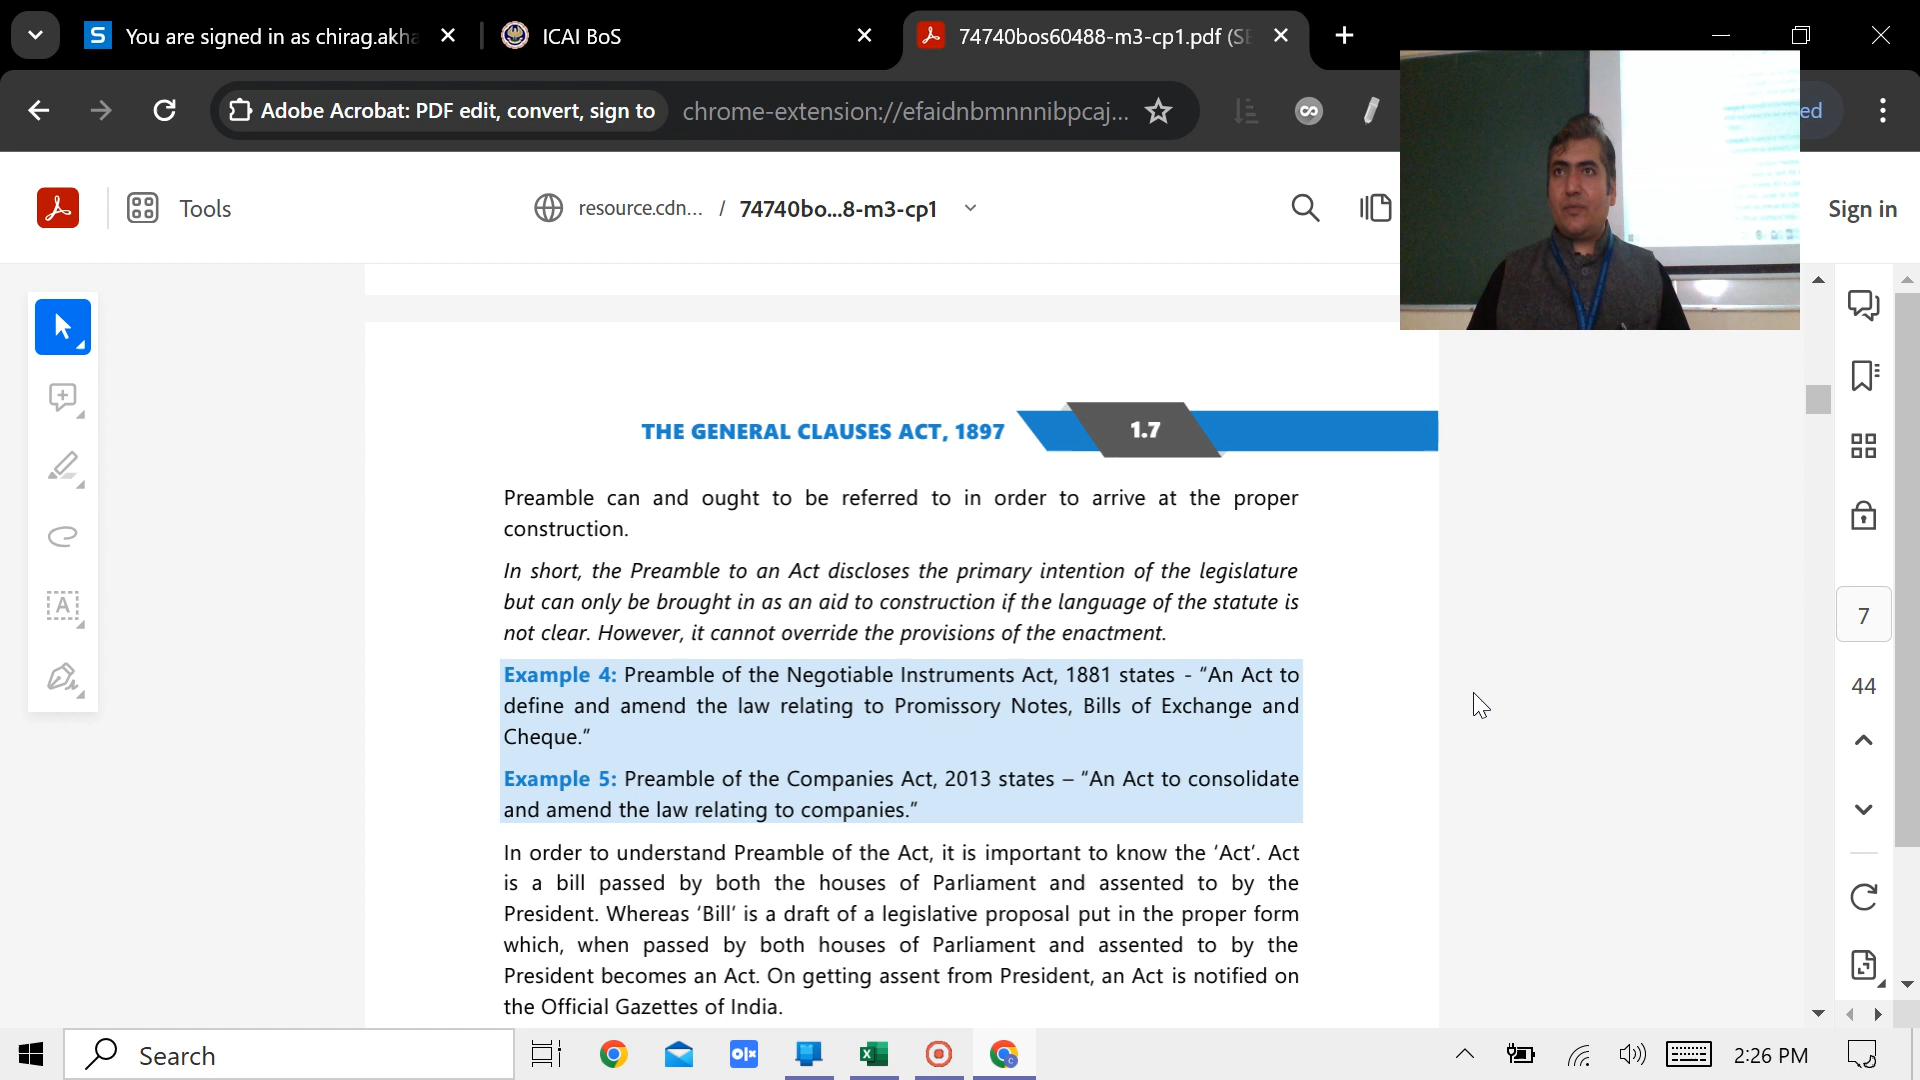 You are signed in as chirag.akha
ICAI BoS
74740bos60488-m3-cp1.pdf (SE
Adobe Acrobat: PDF edit, convert, sign to
chrome-extension://efaidnbmnnnibpcaj...
ed
Tools
resource.cdn... / 74740bo...8-m3-cp1
Sign in
THE GENERAL CLAUSES ACT, 1897
1.7
Preamble can and ought to be referred to in order to arrive at the proper
construction.
In short, the Preamble to an Act discloses the primary intention of the legislature
but can only be brought in as an aid to construction if the language of the statute is
not clear. However, it cannot override the provisions of the enactment.
Example 4: Preamble of the Negotiable Instruments Act, 1881 states - “An Act to
define and amend the law relating to Promissory Notes, Bills of Exchange and
Cheque.”
Example 5: Preamble of the Companies Act, 2013 states – “An Act to consolidate
and amend the law relating to companies.”
In order to understand Preamble of the Act, it is important to know the ‘Act’. Act
is a bill passed by both the houses of Parliament and assented to by the
President. Whereas ‘Bill’ is a draft of a legislative proposal put in the proper form
which, when passed by both houses of Parliament and assented to by the
President becomes an Act. On getting assent from President, an Act is notified on
the Official Gazettes of India.
7
44
Search
2:26 PM